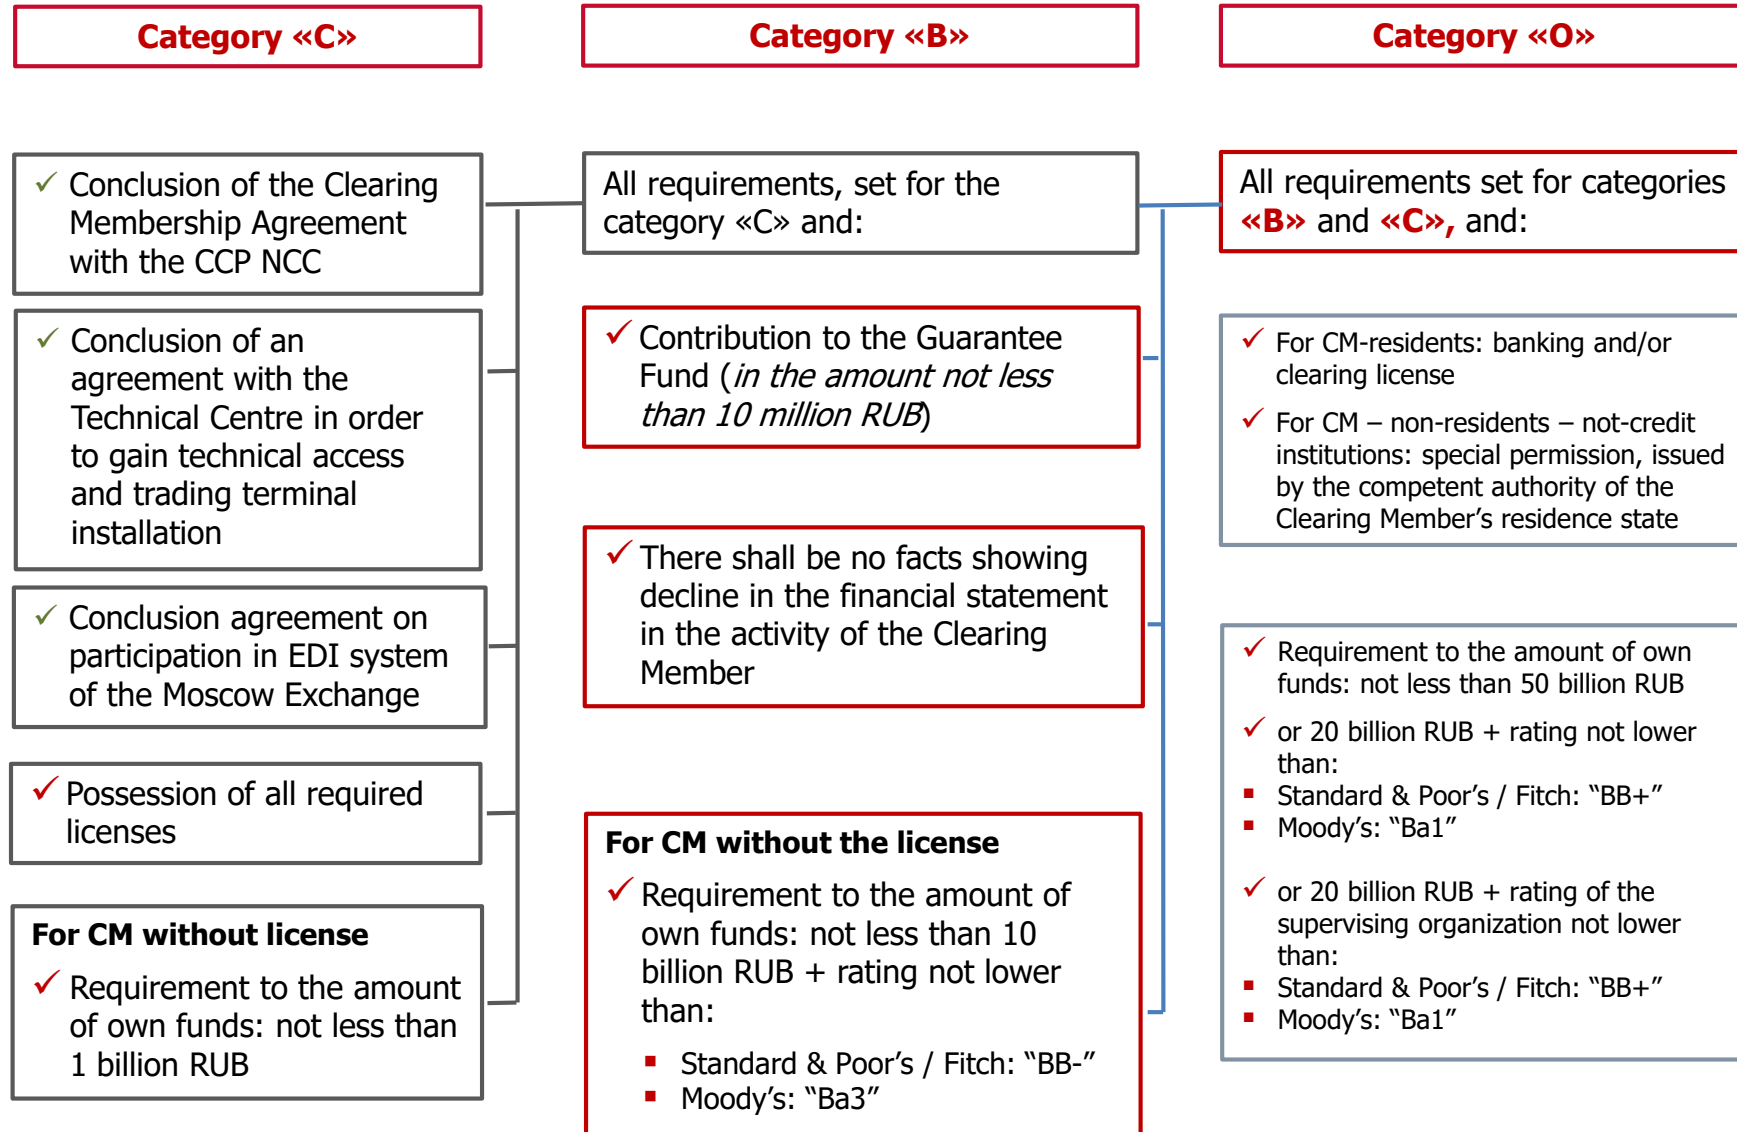 Category «C»
✓ Conclusion of the Clearing
Membership Agreement
with the CCP NCC
✓ Conclusion of an
agreement with the
Technical Centre in order
to gain technical access
and trading terminal
installation
✓ Conclusion agreement on
participation in EDI system
of the Moscow Exchange
✓ Possession of all required
licenses
For CM without license
✓ Requirement to the amount
of own funds: not less than
1 billion RUB
Category «B»
All requirements, set for the
category «C» and:
✓ Contribution to the Guarantee
Fund (in the amount not less
than 10 million RUB)
✓ There shall be no facts showing
decline in the financial statement
in the activity of the Clearing
Member
For CM without the license
✓ Requirement to the amount of
own funds: not less than 10
billion RUB + rating not lower
than:
▪ Standard & Poor’s / Fitch: “BB-”
▪ Moody’s: “Ba3”
Category «O»
All requirements set for categories
«B» and «C», and:
✓ For CM-residents: banking and/or
clearing license
✓ For CM – non-residents – not-credit
institutions: special permission, issued
by the competent authority of the
Clearing Member’s residence state
✓ Requirement to the amount of own
funds: not less than 50 billion RUB
✓ or 20 billion RUB + rating not lower
than:
▪ Standard & Poor’s / Fitch: “BB+”
▪ Moody’s: “Ba1”
✓ or 20 billion RUB + rating of the
supervising organization not lower
than:
▪ Standard & Poor’s / Fitch: “BB+”
▪ Moody’s: “Ba1”